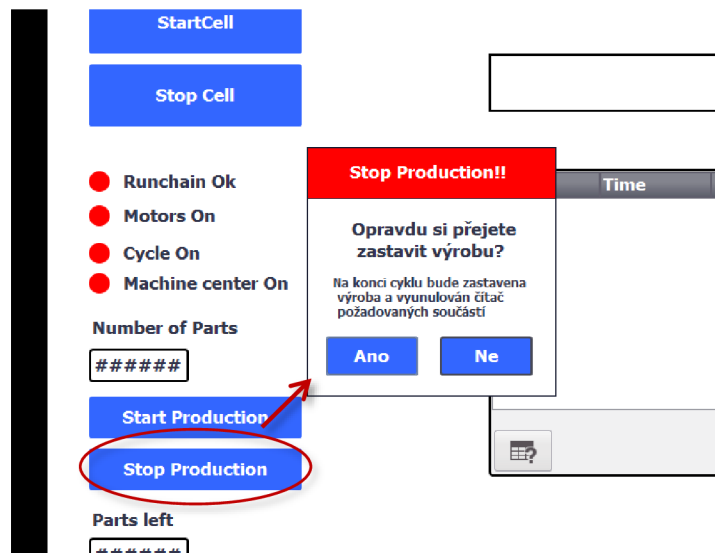 StartCell
Stop Cell
Runchain Ok
Motors On
Cycle On
Machine center On
Number of Parts
######
Start Production
Stop Production
Parts left
######
Stop Production!!
Opravdu si přejete
zastavit výrobu?
Na konci cyklu bude zastavena
výroba a vyunulován čítač
požadovaných součástí
Ano
Ne
Time
?